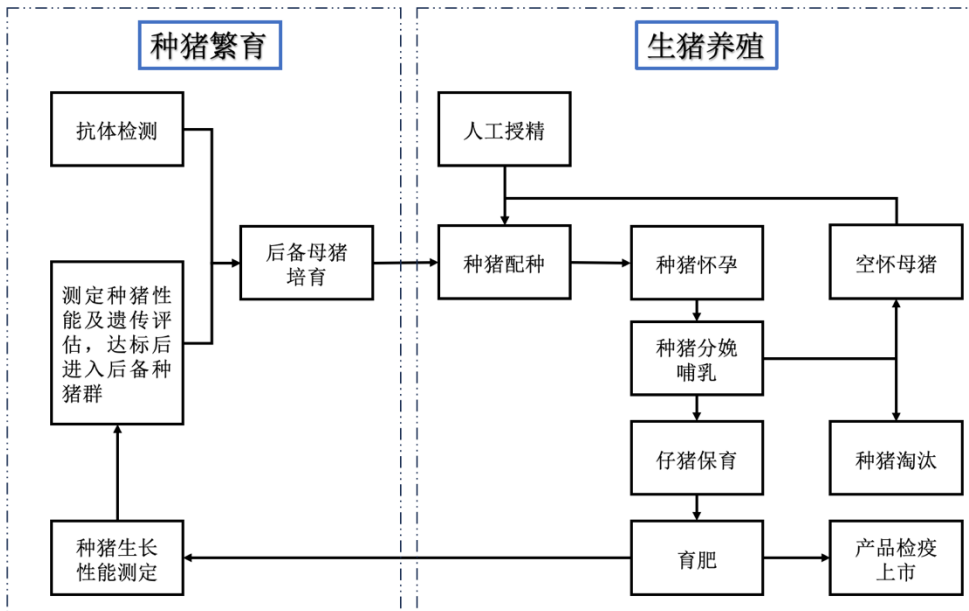 种猪繁育
生猪养殖
抗体检测
人工授精
后备母猪
培育
种猪配种
种猪怀孕
空怀母猪
测定种猪性
能及遗传评
估，达标后
进入后备种
猪群
种猪分娩
哺乳
仔猪保育
种猪淘汰
种猪生长
性能测定
育肥
产品检疫
上市